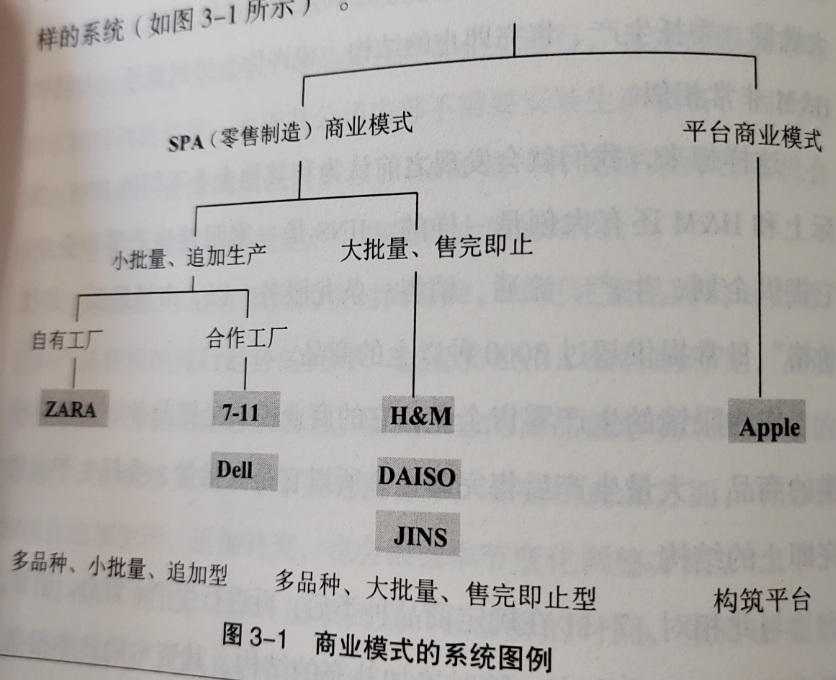 样的系统（如图3-1所示）。
SPA（零售制造）商业模式
平台商业模式
小批量、追加生产
大批量、售完即止
自有工厂
合作工厂
ZARA
7-11
H&M
Apple
Dell
DAISO
JINS
多品种、小批量、追加型
多品种、大批量、售完即止型
构筑平台
图3-1 商业模式的系统图例